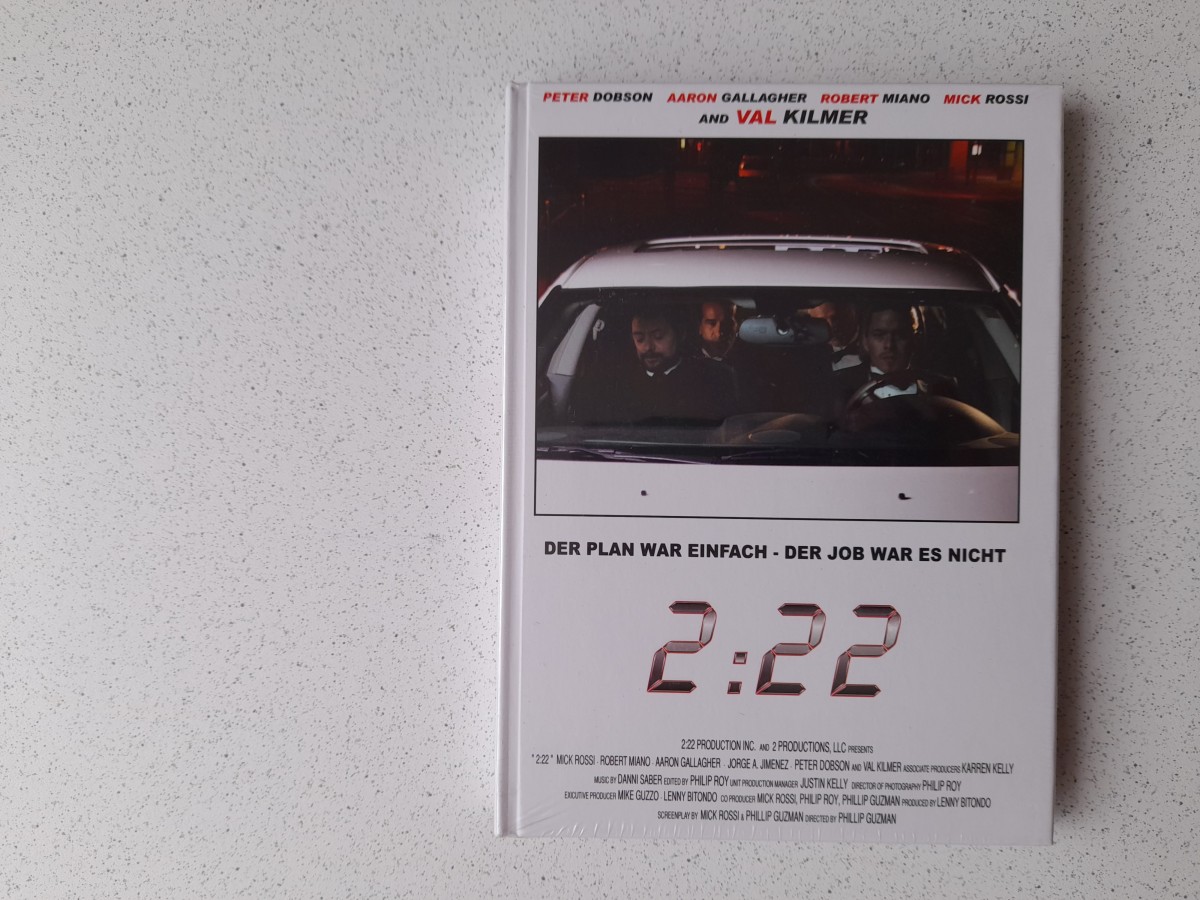 PETER DOBSON AARON GALLAGHER ROBERT MIANO MICK ROSSI
AND VAL KILMER
DER PLAN WAR EINFACH - DER JOB WAR ES NICHT
2:22
2:22 PRODUCTION INC. AND 2 PRODUCTIONS, LLC PRESENTS
"2:22" MICK ROSSI · ROBERT MIANO · AARON GALLAGHER · JORGE A. JIMENEZ · PETER DOBSON AND VAL KILMER ASSOCIATE PRODUCERS KARREN KELLY
MUSIC BY DANNI SABER EDITED BY PHILIP ROY UNIT PRODUCTION MANAGER JUSTIN KELLY DIRECTOR OF PHOTOGRAPHY PHILIP ROY
EXICUTIVE PRODUCER MIKE GUZZO · LENNY BITONDO CO PRODUCER MICK ROSSI, PHILIP ROY, PHILLIP GUZMAN PRODUCED BY LENNY BITONDO
SCREENPLAY BY MICK ROSSI & PHILLIP GUZMAN DIRECTED BY PHILLIP GUZMAN